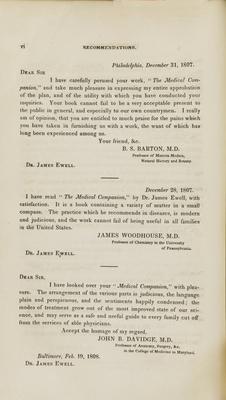 vi RECOMMENDATIONS.
Philadelphia, December 31, 1807.
DEAR SIR
I have carefully perused your work, "The Medical Com-
panion," and take much pleasure in expressing my entire approbation
of the plan, and of the utility with which you have conducted your
inquiries. Your book cannot fail to be a very acceptable present to
the public in general, and especially to our own countrymen. I really
am of opinion, that you are entitled to much praise for the pains which
you have taken in furnishing us with a work, the want of which has
long been experienced among us.
Your friend, &c.
B. S. BARTON, M.D.
Professor of Materia Medica,
Natural History and Botany.
DR. JAMES EWELL.
December 28, 1807.
I have read "The Medical Companion," by Dr. James Ewell, with
satisfaction. It is a book containing a variety of matter in a small
compass. The practice which he recommends in diseases, is modern
and judicious, and the work cannot fail of being useful in all families
in the United States.
JAMES WOODHOUSE, M.D.
Professor of Chemistry in the University
of Pennsylvania.
DR. JAMES EWELL.
DEAR SIR,
I have looked over your "Medical Companion," with plea-
sure. The arrangement of the various parts is judicious, the language
plain and perspicuous, and the sentiments happily condensed; the
modes of treatment grow out of the most improved state of our sci-
ence, and may serve as a safe and useful guide to every family cut off
from the services of able physicians.
Accept the homage of my regard.
JOHN B. DAVIDGE, M.D.
Professor of Anatomy, Surgery, &c.
in the College of Medicine in Maryland.
Baltimore, Feb. 19, 1808.
DR. JAMES EWELL.